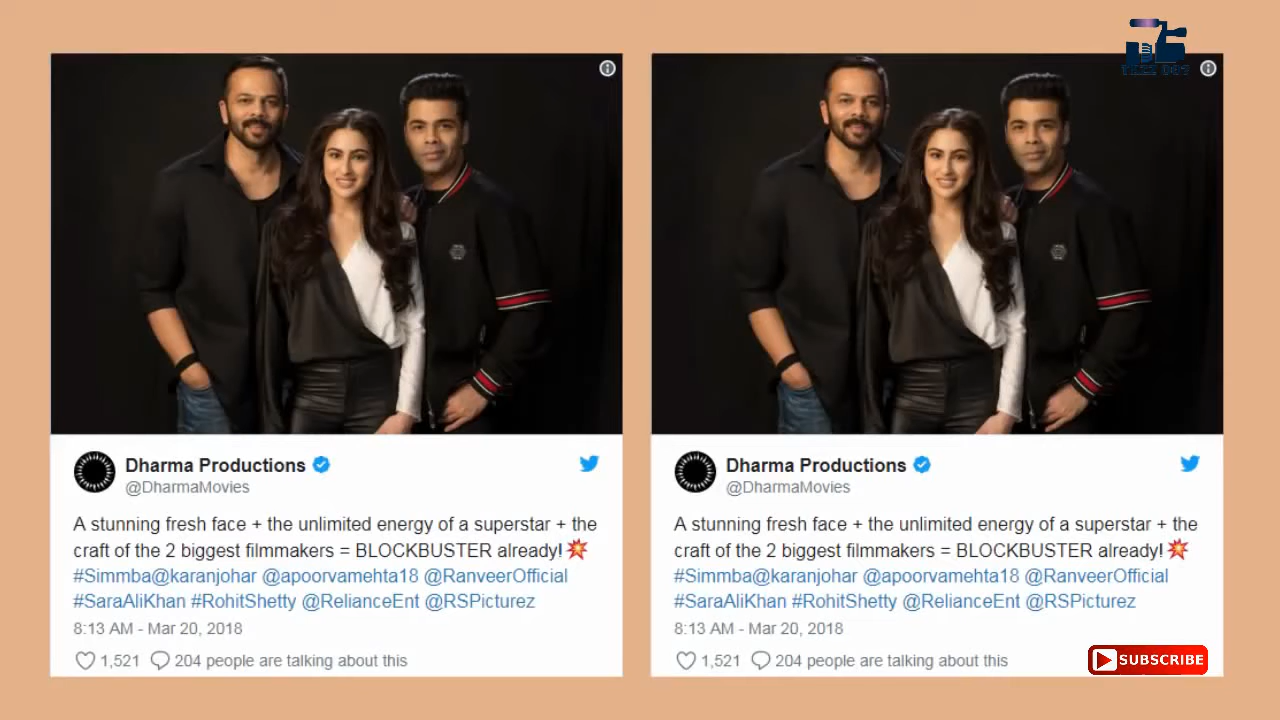 Dharma Productions
@DharmaMovies
A stunning fresh face + the unlimited energy of a superstar + the
craft of the 2 biggest filmmakers = BLOCKBUSTER already!
#Simmba@karanjohar @apoorvamehta18 @RanveerOfficial
#SaraAliKhan #RohitShetty @RelianceEnt @RSPicturez
8:13 AM - Mar 20, 2018
1,521 204 people are talking about this
Dharma Productions
@DharmaMovies
A stunning fresh face + the unlimited energy of a superstar + the
craft of the 2 biggest filmmakers = BLOCKBUSTER already!
#Simmba@karanjohar @apoorvamehta18 @RanveerOfficial
#SaraAliKhan #RohitShetty @RelianceEnt @RSPicturez
8:13 AM - Mar 20, 2018
1,521 204 people are talking about this
SUBSCRIBE